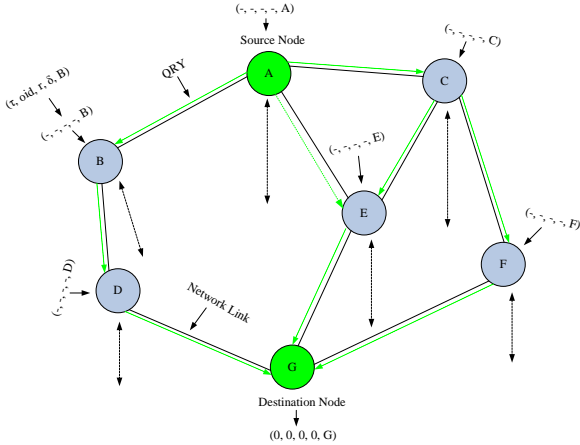 (-, -, -, -, A)
Source Node
(-, -, -, -, C)
QRY
A
C
(τ, oid, r, δ, B)
(-, -, -, -, B)
(-, -, -, -, E)
B
E
(-, -, -, -, F)
(-, -, -, -, D)
F
D
Network Link
G
Destination Node
(0, 0, 0, 0, G)